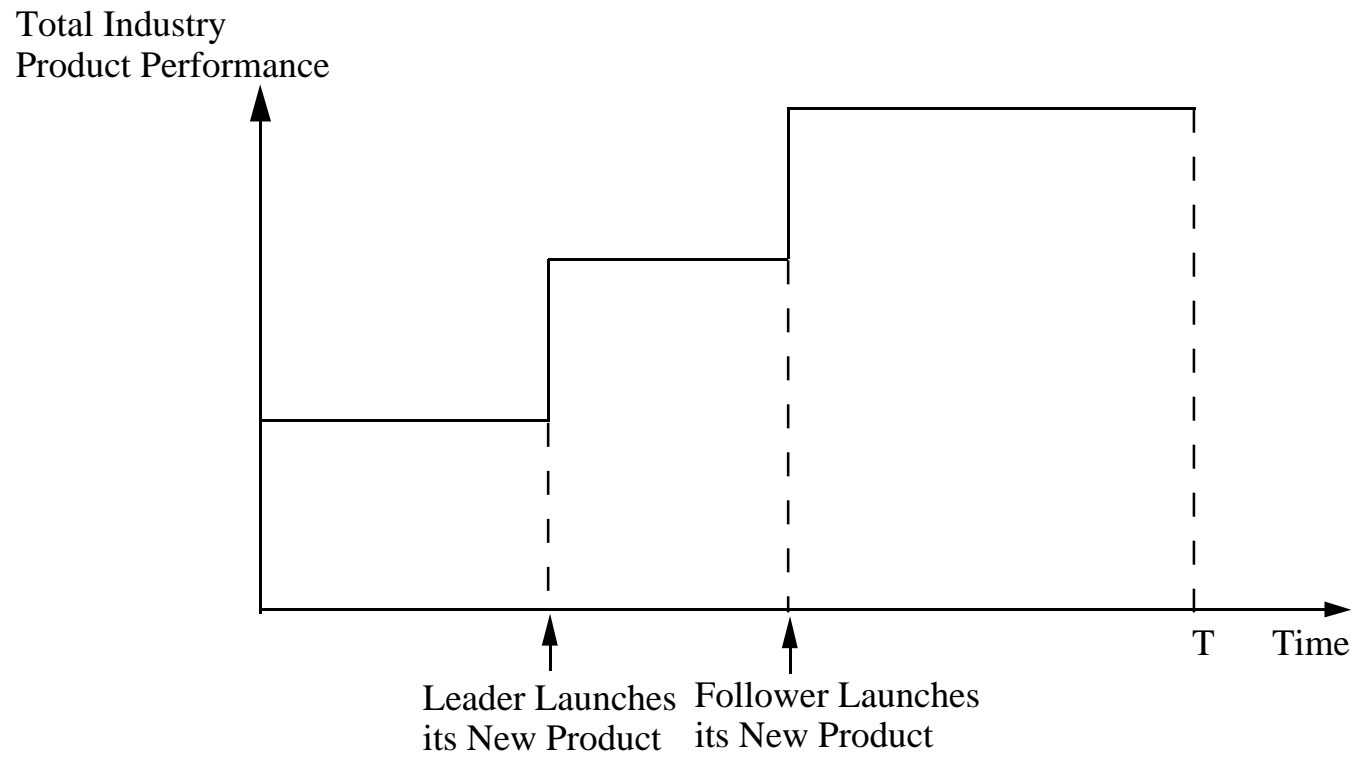 Total Industry
Product Performance
T
Time
Leader Launches
its New Product
Follower Launches
its New Product